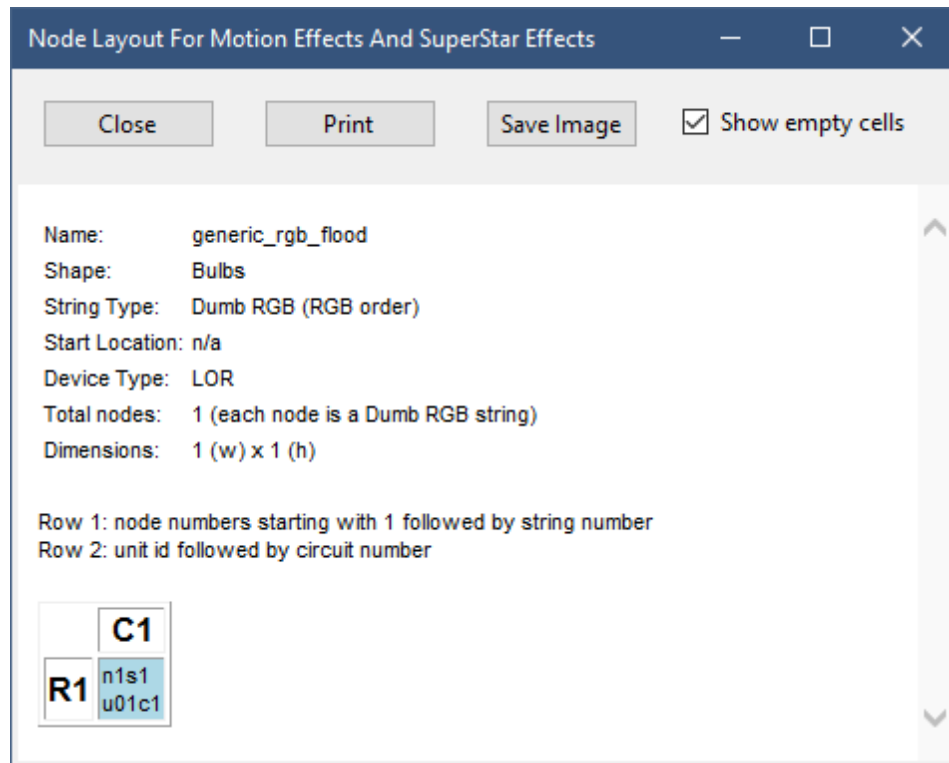 Node Layout For Motion Effects And SuperStar Effects
Close Print Save Image Show empty cells
Name: generic_rgb_flood
Shape: Bulbs
String Type: Dumb RGB (RGB order)
Start Location: n/a
Device Type: LOR
Total nodes: 1 (each node is a Dumb RGB string)
Dimensions: 1 (w) x 1 (h)
Row 1: node numbers starting with 1 followed by string number
Row 2: unit id followed by circuit number
C1
R1 n1s1
u01c1